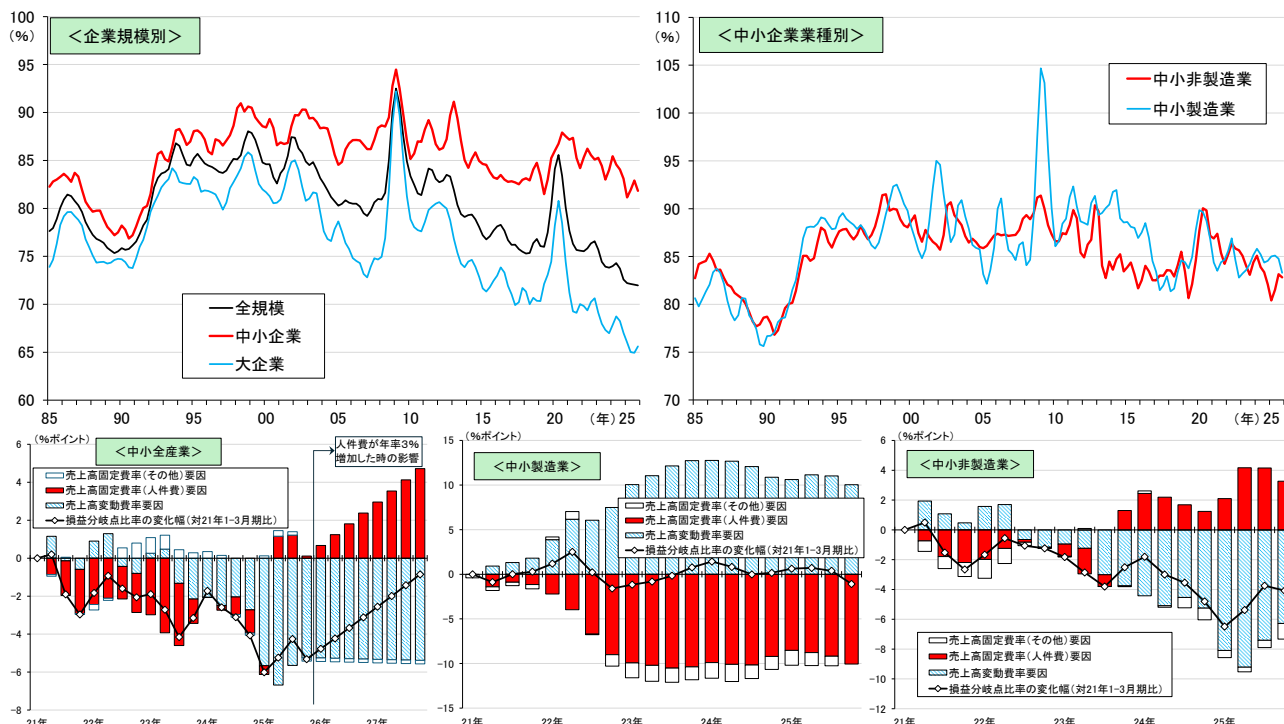 100
(%)
95
90
85
80
75
70
65
60
＜企業規模別＞
全規模
中小企業
大企業
85
90
95
00
05
10
15
20
(年)
25
110
(%)
105
100
95
90
85
80
75
70
＜中小企業業種別＞
中小非製造業
中小製造業
85
90
95
00
05
10
15
20
(年)
25
(%ポイント)
6
4
2
0
-2
-4
-6
-8
＜中小全産業＞
人件費が年率3%
増加した時の影響
売上高固定費率(その他)要因
売上高固定費率(人件費)要因
売上高変動費率要因
損益分岐点比率の変化幅(対21年1-3月期比)
21年
22年
23年
24年
25年
26年
27年
(%ポイント)
15
10
5
0
-5
-10
-15
＜中小製造業＞
売上高固定費率(その他)要因
売上高固定費率(人件費)要因
売上高変動費率要因
損益分岐点比率の変化幅(対21年1-3月期比)
21年
22年
23年
24年
25年
(%ポイント)
6
4
2
0
-2
-4
-6
-8
-10
-12
＜中小非製造業＞
売上高固定費率(その他)要因
売上高固定費率(人件費)要因
売上高変動費率要因
損益分岐点比率の変化幅(対21年1-3月期比)
21年
22年
23年
24年
25年